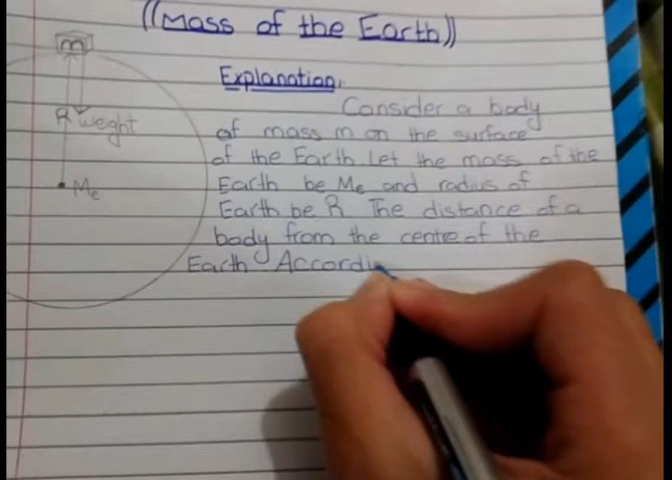 ((Mass of the Earth))
m
Explanation.
Consider a body
R weight
of mass m on the surface
of the Earth Let the mass of the
Me
Earth be Me and radius of
Earth be R The distance of a
body from the centre of the
Earth Accordi